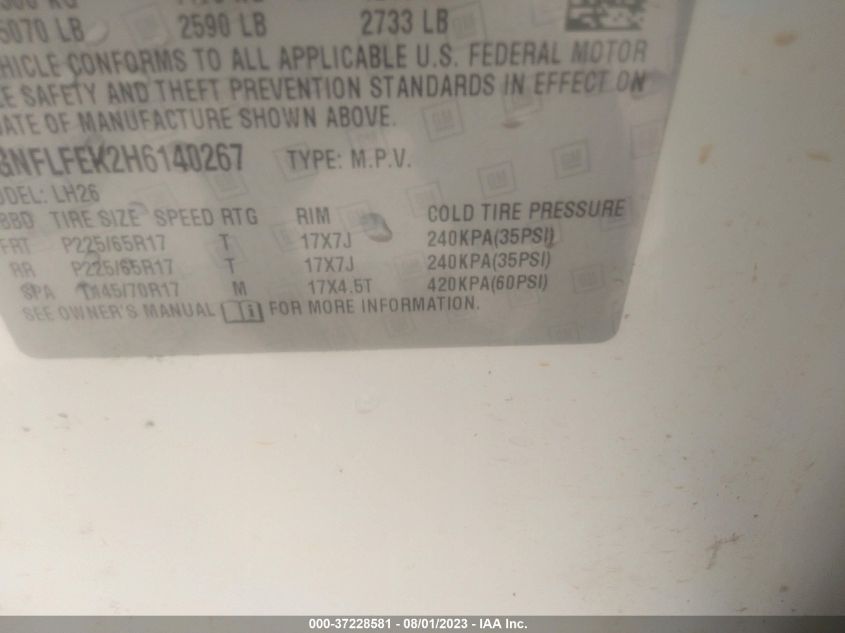 5070 LB 2590 LB 2733 LB
HICLE CONFORMS TO ALL APPLICABLE U.S. FEDERAL MOTOR
LE SAFETY AND THEFT PREVENTION STANDARDS IN EFFECT ON
DATE OF MANUFACTURE SHOWN ABOVE.
GNFLFEK2H6140267 TYPE: M.P.V.
ODEL: LH26
TIRE SIZE SPEED RTG RIM COLD TIRE PRESSURE
FRT P225/65R17 T 17X7J 240KPA(35PSI)
RR P225/65R17 T 17X7J 240KPA(35PSI)
SPA 17X4.5T M 420KPA(60PSI)
SEE OWNER'S MANUAL FOR MORE INFORMATION.
GM
000-37228581 - 08/01/2023 - IAA Inc.